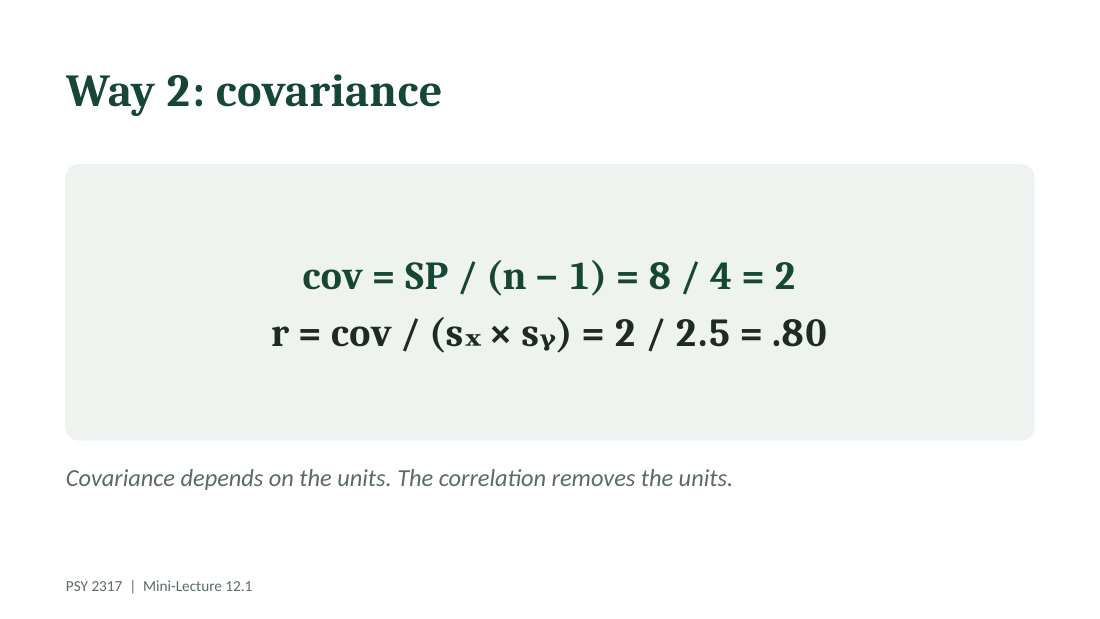 Way 2: covariance
cov = SP / (n − 1) = 8 / 4 = 2
r = cov / (sₓ × sᵧ) = 2 / 2.5 = .80
Covariance depends on the units. The correlation removes the units.
PSY 2317 | Mini-Lecture 12.1